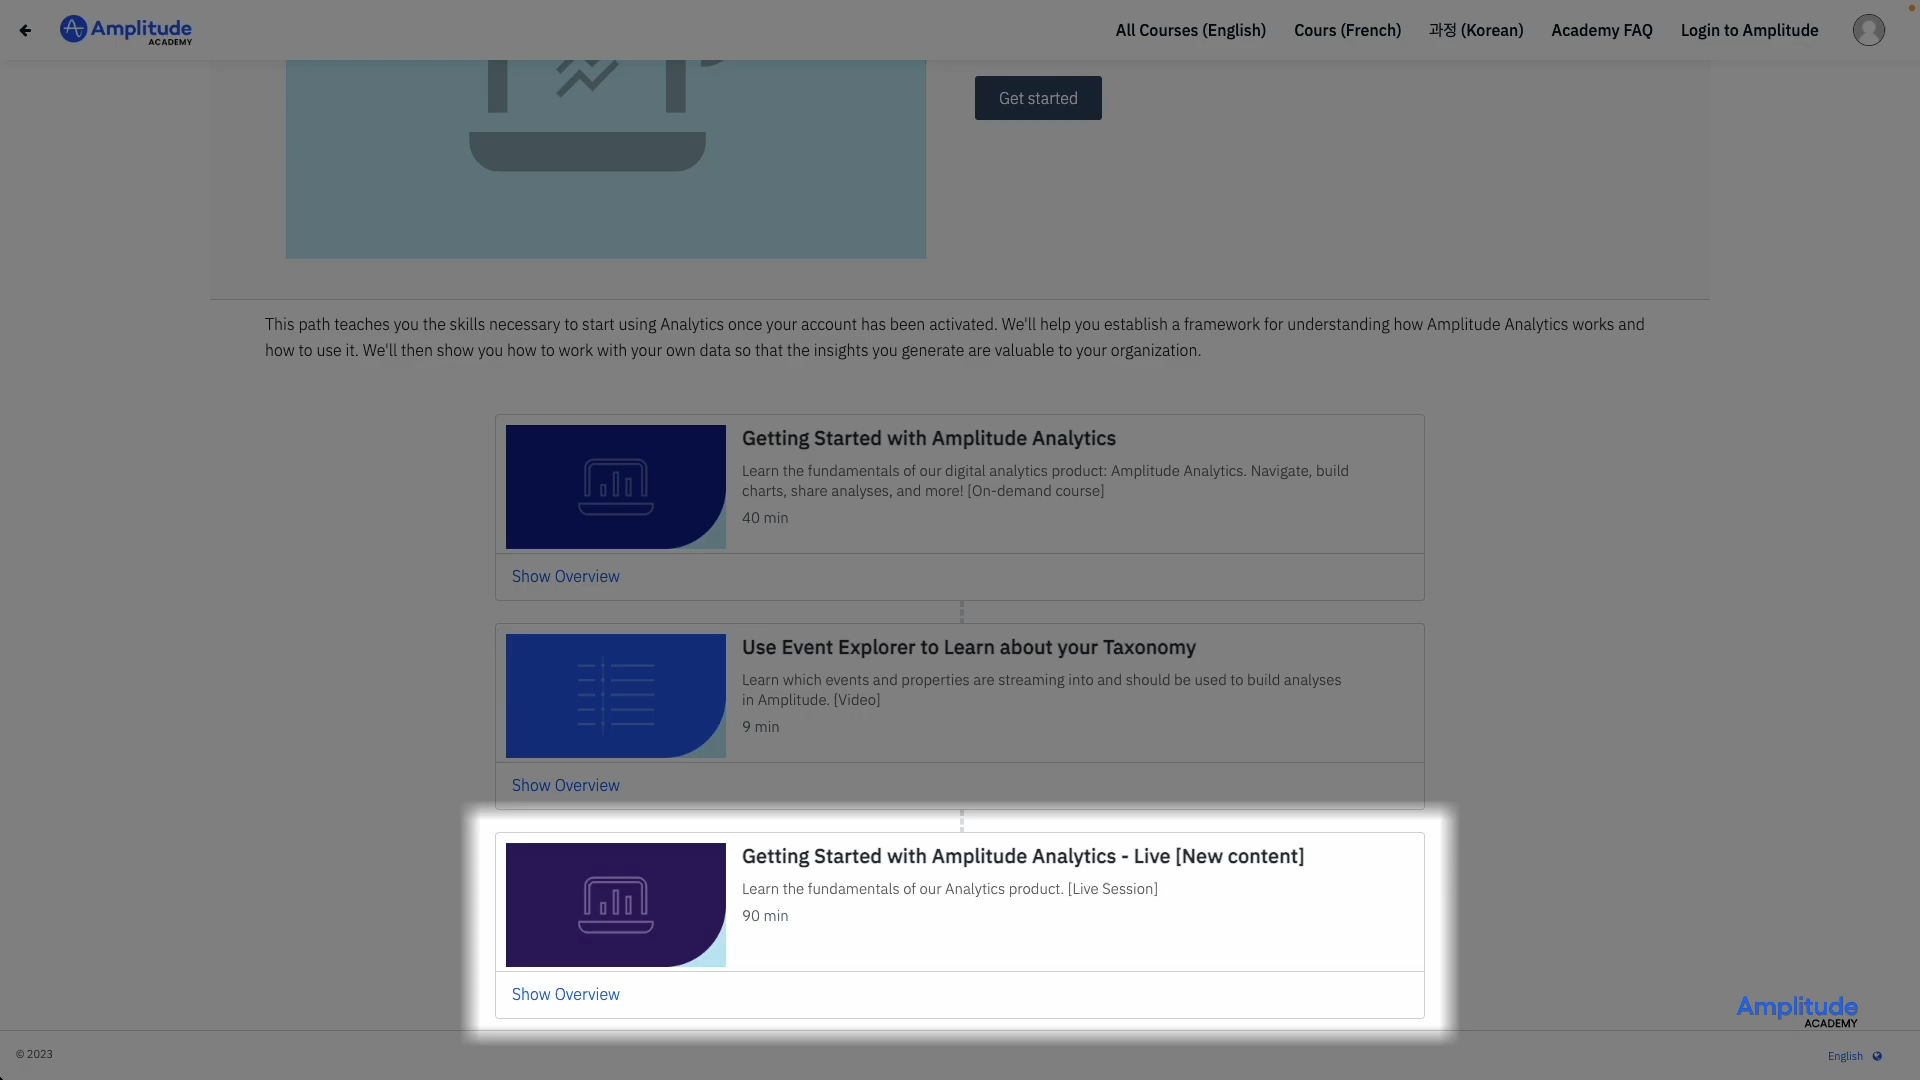 Amplitude
ACADEMY
All Courses (English)
Cours (French)
과정 (Korean)
Academy FAQ
Login to Amplitude
Get started
This path teaches you the skills necessary to start using Analytics once your account has been activated. We'll help you establish a framework for understanding how Amplitude Analytics works and
how to use it. We'll then show you how to work with your own data so that the insights you generate are valuable to your organization.
Getting Started with Amplitude Analytics
Learn the fundamentals of our digital analytics product: Amplitude Analytics. Navigate, build
charts, share analyses, and more! [On-demand course]
40 min
Show Overview
Use Event Explorer to Learn about your Taxonomy
Learn which events and properties are streaming into and should be used to build analyses
in Amplitude. [Video]
9 min
Show Overview
Getting Started with Amplitude Analytics - Live [New content]
Learn the fundamentals of our Analytics product. [Live Session]
90 min
Show Overview
Amplitude
ACADEMY
© 2023
English